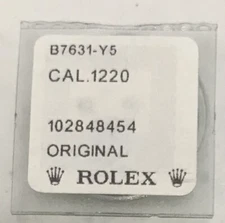 B7631-Y5
CAL.1220
102848454
ORIGINAL
ROLEX